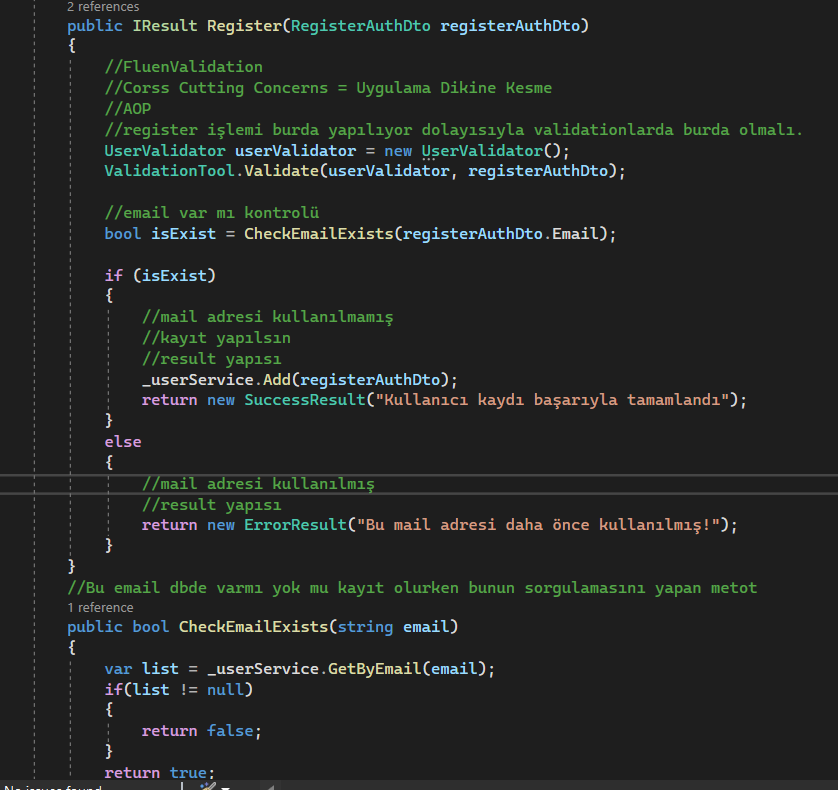 2 references
public IResult Register(RegisterAuthDto registerAuthDto)
{
//FluenValidation
//Corss Cutting Concerns = Uygulama Dikine Kesme
//AOP
//register işlemi burda yapılıyor dolayısıyla validationlarda burda olmalı.
UserValidator userValidator = new UserValidator();
ValidationTool.Validate(userValidator, registerAuthDto);
//email var mı kontrolü
bool isExist = CheckEmailExists(registerAuthDto.Email);
if (isExist)
{
//mail adresi kullanılmamış
//kayıt yapılsın
//result yapısı
_userService.Add(registerAuthDto);
return new SuccessResult("Kullanıcı kaydı başarıyla tamamlandı");
}
else
{
//mail adresi kullanılmış
//result yapısı
return new ErrorResult("Bu mail adresi daha önce kullanılmış!");
}
}
//Bu email dbde varmı yok mu kayıt olurken bunun sorgulamasını yapan metot
1 reference
public bool CheckEmailExists(string email)
{
var list = _userService.GetByEmail(email);
if(list != null)
{
return false;
}
return true;
No issues found